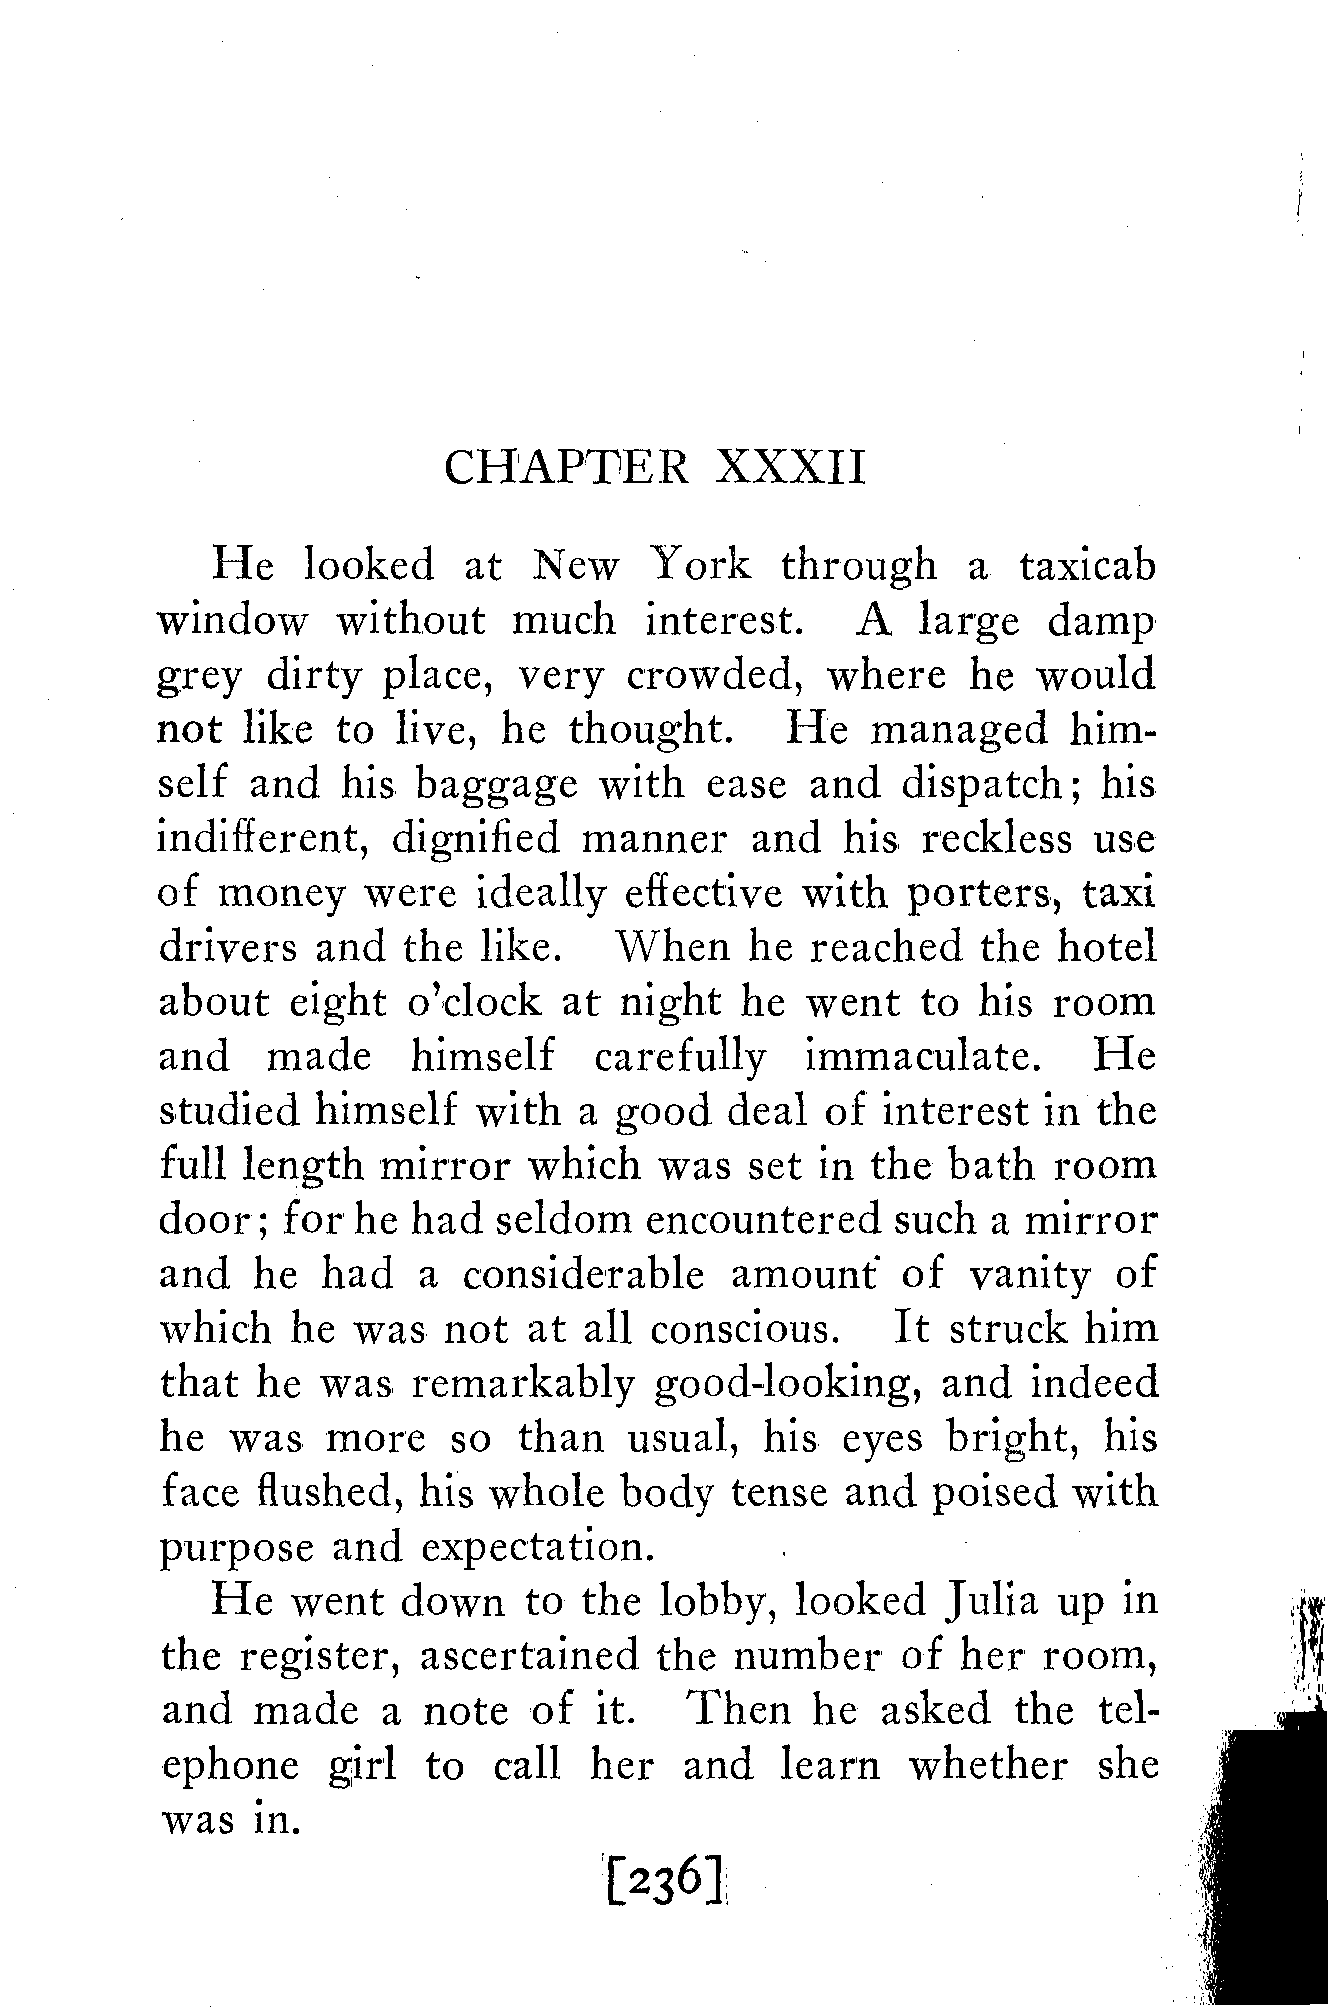 CHAPTER XXXII
He looked at New York through a taxicab
window without much interest. A large damp
grey dirty place, very crowded, where he would
not like to live, he thought. He managed him-
self and his baggage with ease and dispatch; his
indifferent, dignified manner and his reckless use
of money were ideally effective with porters, taxi
drivers and the like. When he reached the hotel
about eight o'clock at night he went to his room
and made himself carefully immaculate. He
studied himself with a good deal of interest in the
full length mirror which was set in the bath room
door; for he had seldom encountered such a mirror
and he had a considerable amount of vanity of
which he was not at all conscious. It struck him
that he was remarkably good-looking, and indeed
he was more so than usual, his eyes bright, his
face flushed, his whole body tense and poised with
purpose and expectation.
He went down to the lobby, looked Julia up in
the register, ascertained the number of her room,
and made a note of it. Then he asked the tel-
ephone girl to call her and learn whether she
was in.
[236]